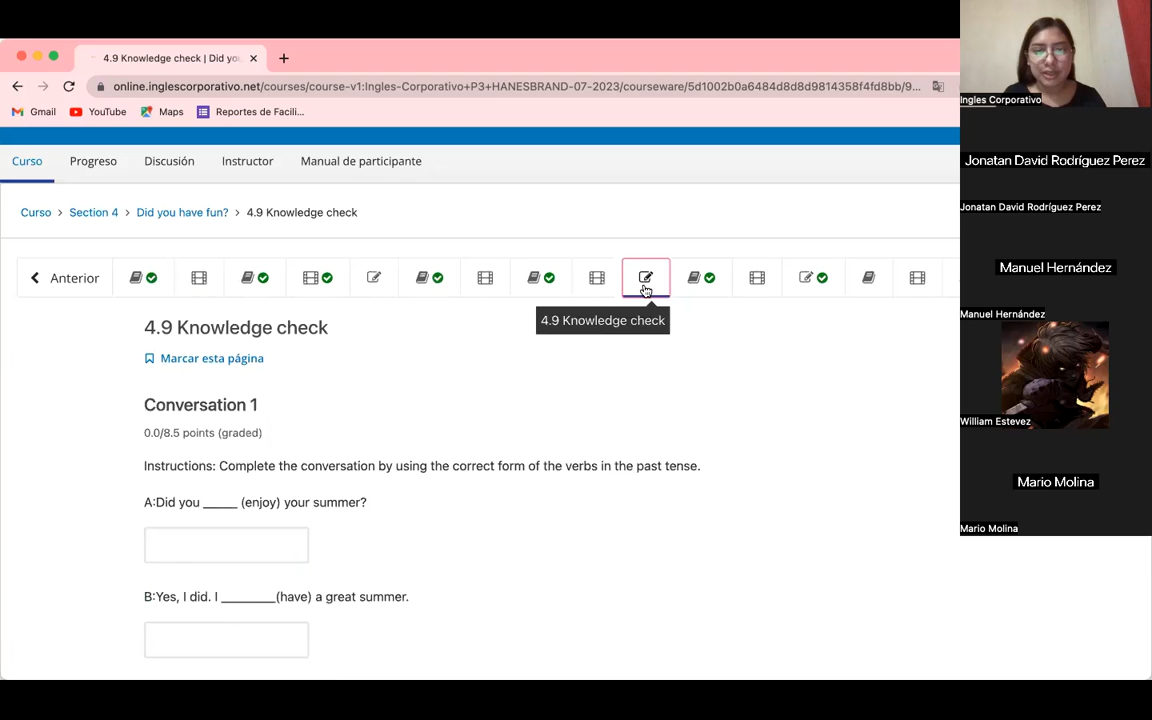 4.9 Knowledge check | Did you
online.inglescorporativo.net/courses/course-v1:Ingles-Corporativo+P3+HANESBRAND-07-2023/courseware/5d1002b0a6484d8d8d9814358f4fd8bb/9...
Gmail YouTube Maps Reportes de Facili...
Curso Progreso Discusión Instructor Manual de participante
Curso > Section 4 > Did you have fun? > 4.9 Knowledge check
Anterior
4.9 Knowledge check
4.9 Knowledge check
Marcar esta página
Conversation 1
0.0/8.5 points (graded)
Instructions: Complete the conversation by using the correct form of the verbs in the past tense.
A:Did you ______ (enjoy) your summer?
B:Yes, I did. I _________(have) a great summer.
Ingles Corporativo
Jonatan David Rodríguez Perez
Jonatan David Rodríguez Perez
Manuel Hernández
Manuel Hernández
William Estevez
Mario Molina
Mario Molina